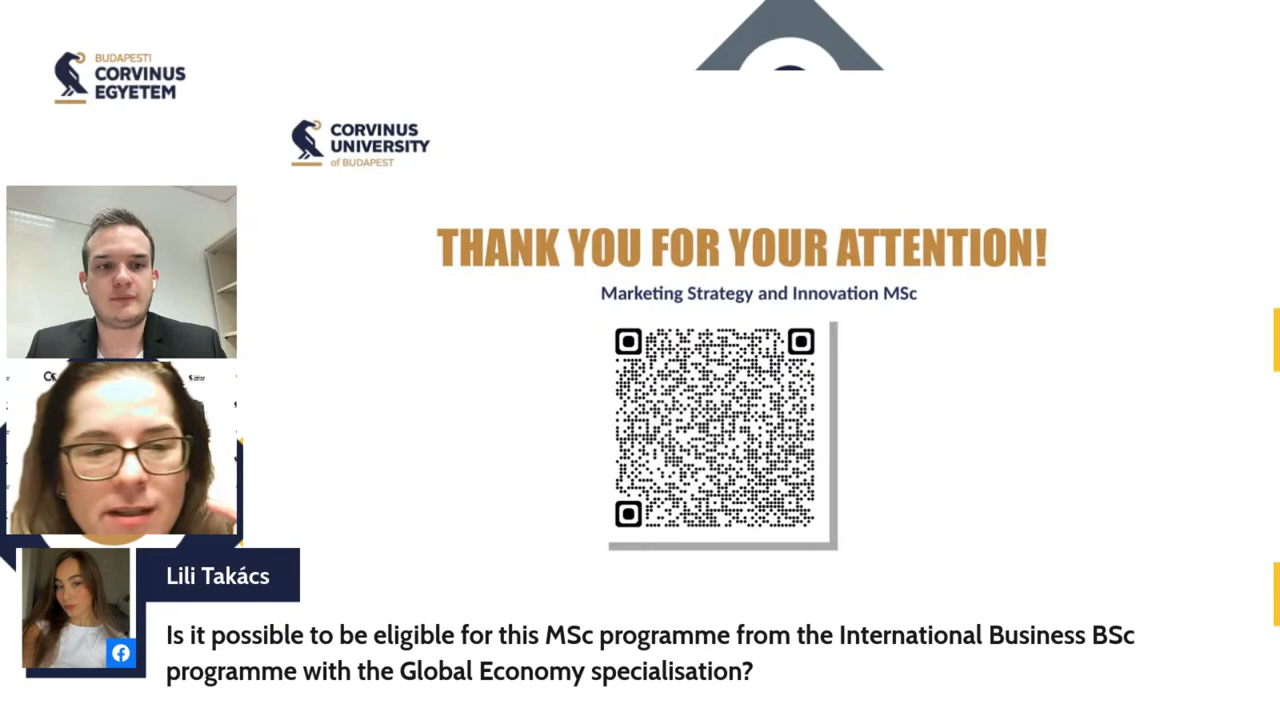 BUDAPESTI
CORVINUS
EGYETEM
CORVINUS
UNIVERSITY
of BUDAPEST
THANK YOU FOR YOUR ATTENTION!
Marketing Strategy and Innovation MSc
Lili Takács
Is it possible to be eligible for this MSc programme from the International Business BSc
programme with the Global Economy specialisation?